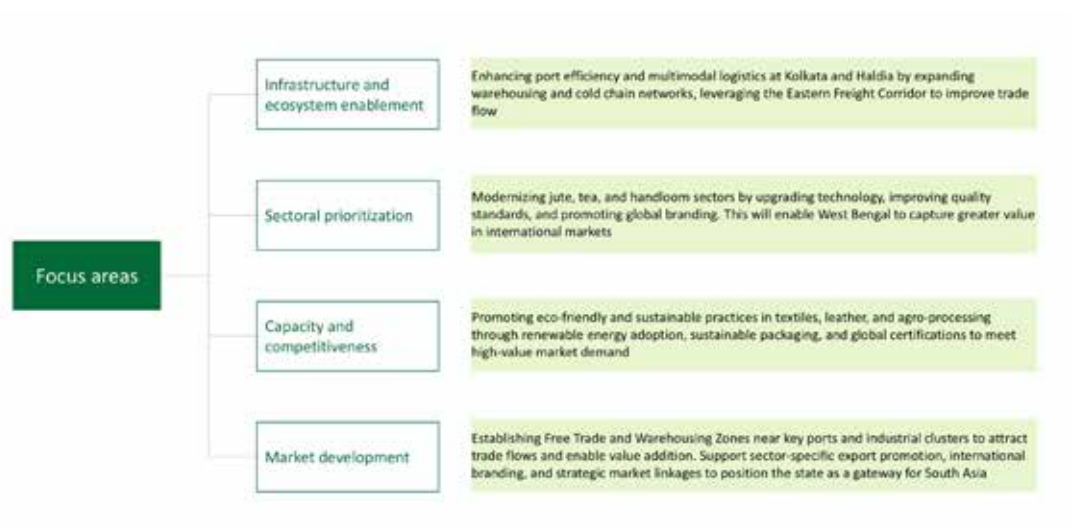 Focus areas
Infrastructure and
ecosystem enablement
Enhancing port efficiency and multimodal logistics at Kolkata and Haldia by expanding
warehousing and cold chain networks, leveraging the Eastern Freight Corridor to improve trade
flow
Sectoral prioritization
Modernizing jute, tea, and handloom sectors by upgrading technology, improving quality
standards, and promoting global branding. This will enable West Bengal to capture greater value
in international markets
Capacity and
competitiveness
Promoting eco-friendly and sustainable practices in textiles, leather, and agro-processing
through renewable energy adoption, sustainable packaging, and global certifications to meet
high-value market demand
Market development
Establishing Free Trade and Warehousing Zones near key ports and industrial clusters to attract
trade flows and enable value addition. Support sector-specific export promotion, international
branding, and strategic market linkages to position the state as a gateway for South Asia